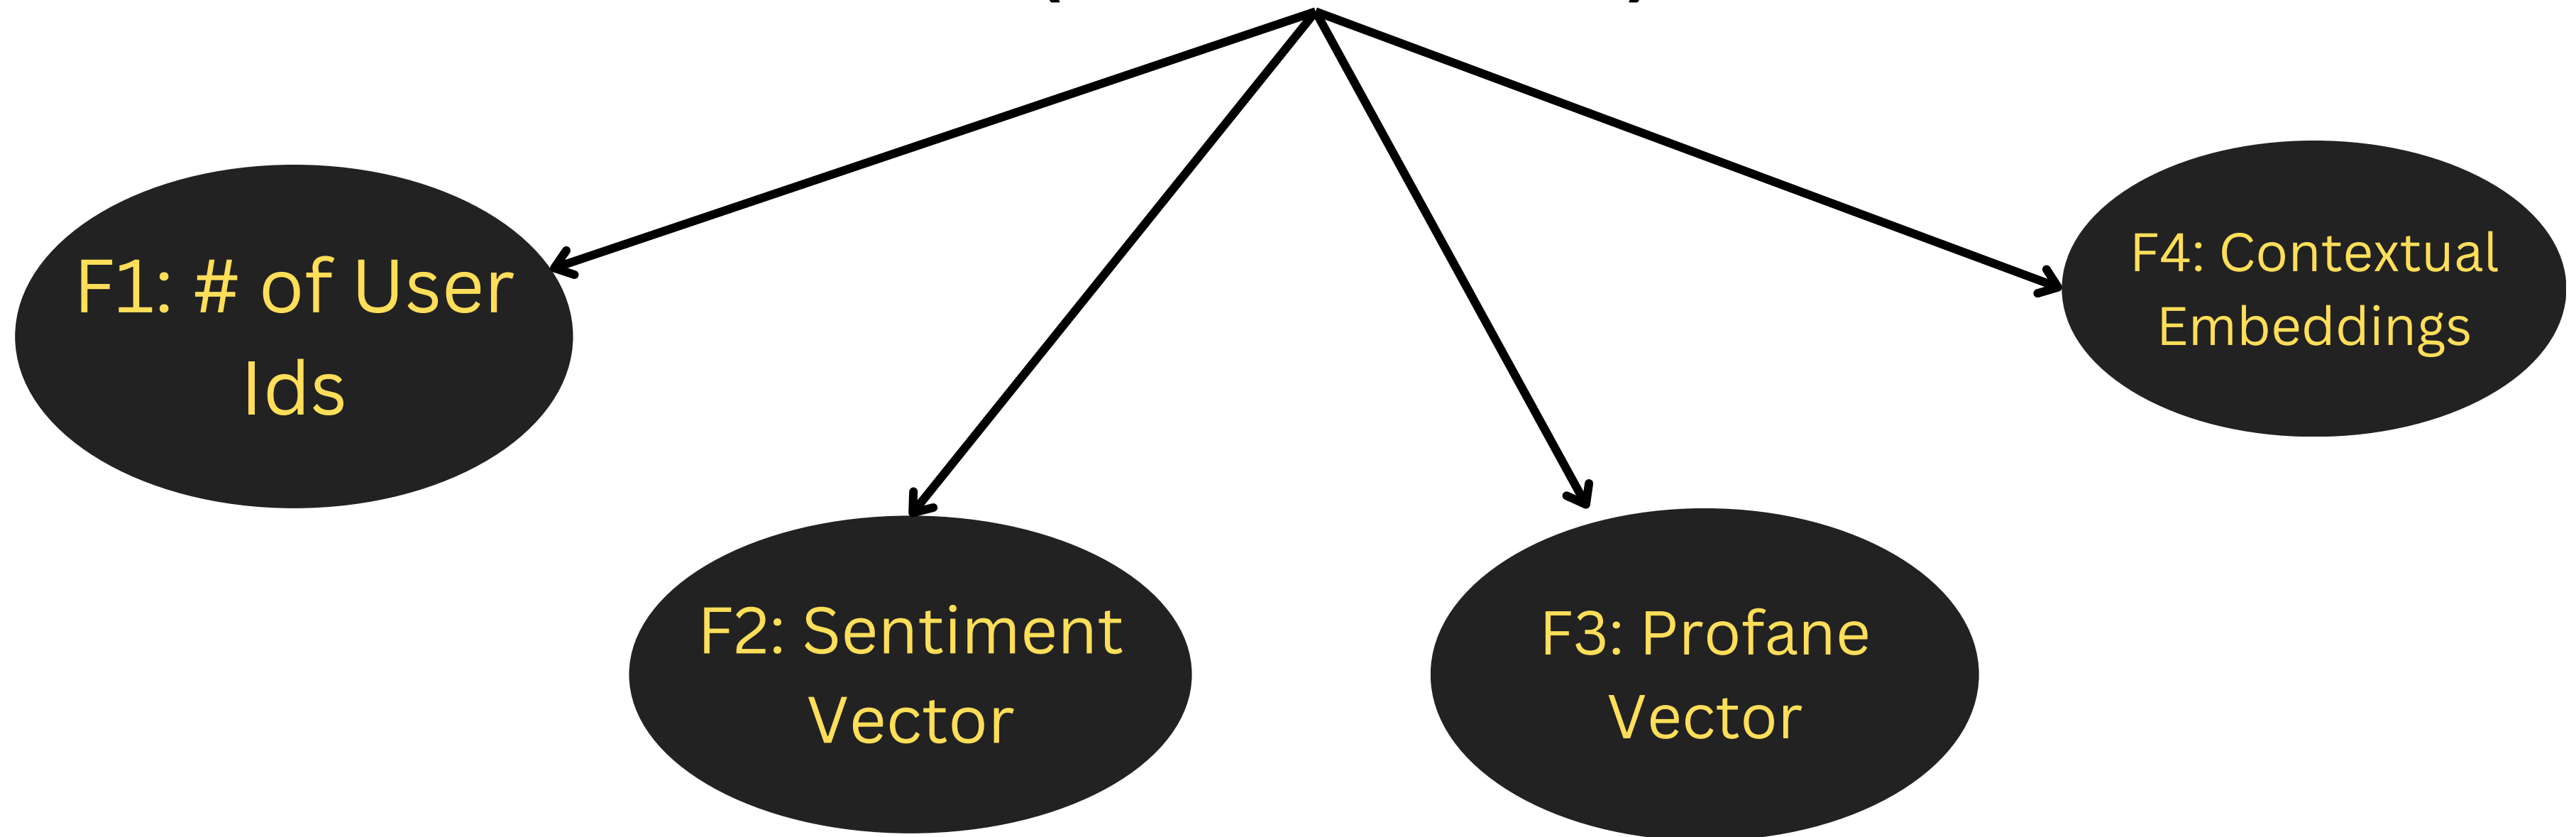 F1: # of User
Ids
F2: Sentiment
Vector
F3: Profane
Vector
F4: Contextual
Embeddings